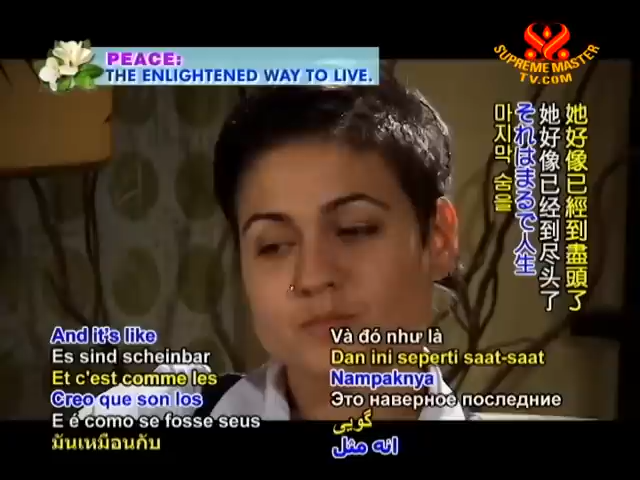 PEACE:
THE ENLIGHTENED WAY TO LIVE.
SUPREME MASTER
TV.COM
她好像已經到盡頭了
她好像已经到尽头了
それはまるで人生
마지막 숨을
And it's like
Es sind scheinbar
Et c'est comme les
Creo que son los
E é como se fosse seus
มันเหมือนกับ
Và đó như là
Dan ini seperti saat-saat
Nampaknya
Это наверное последние
گویی
انه مثل